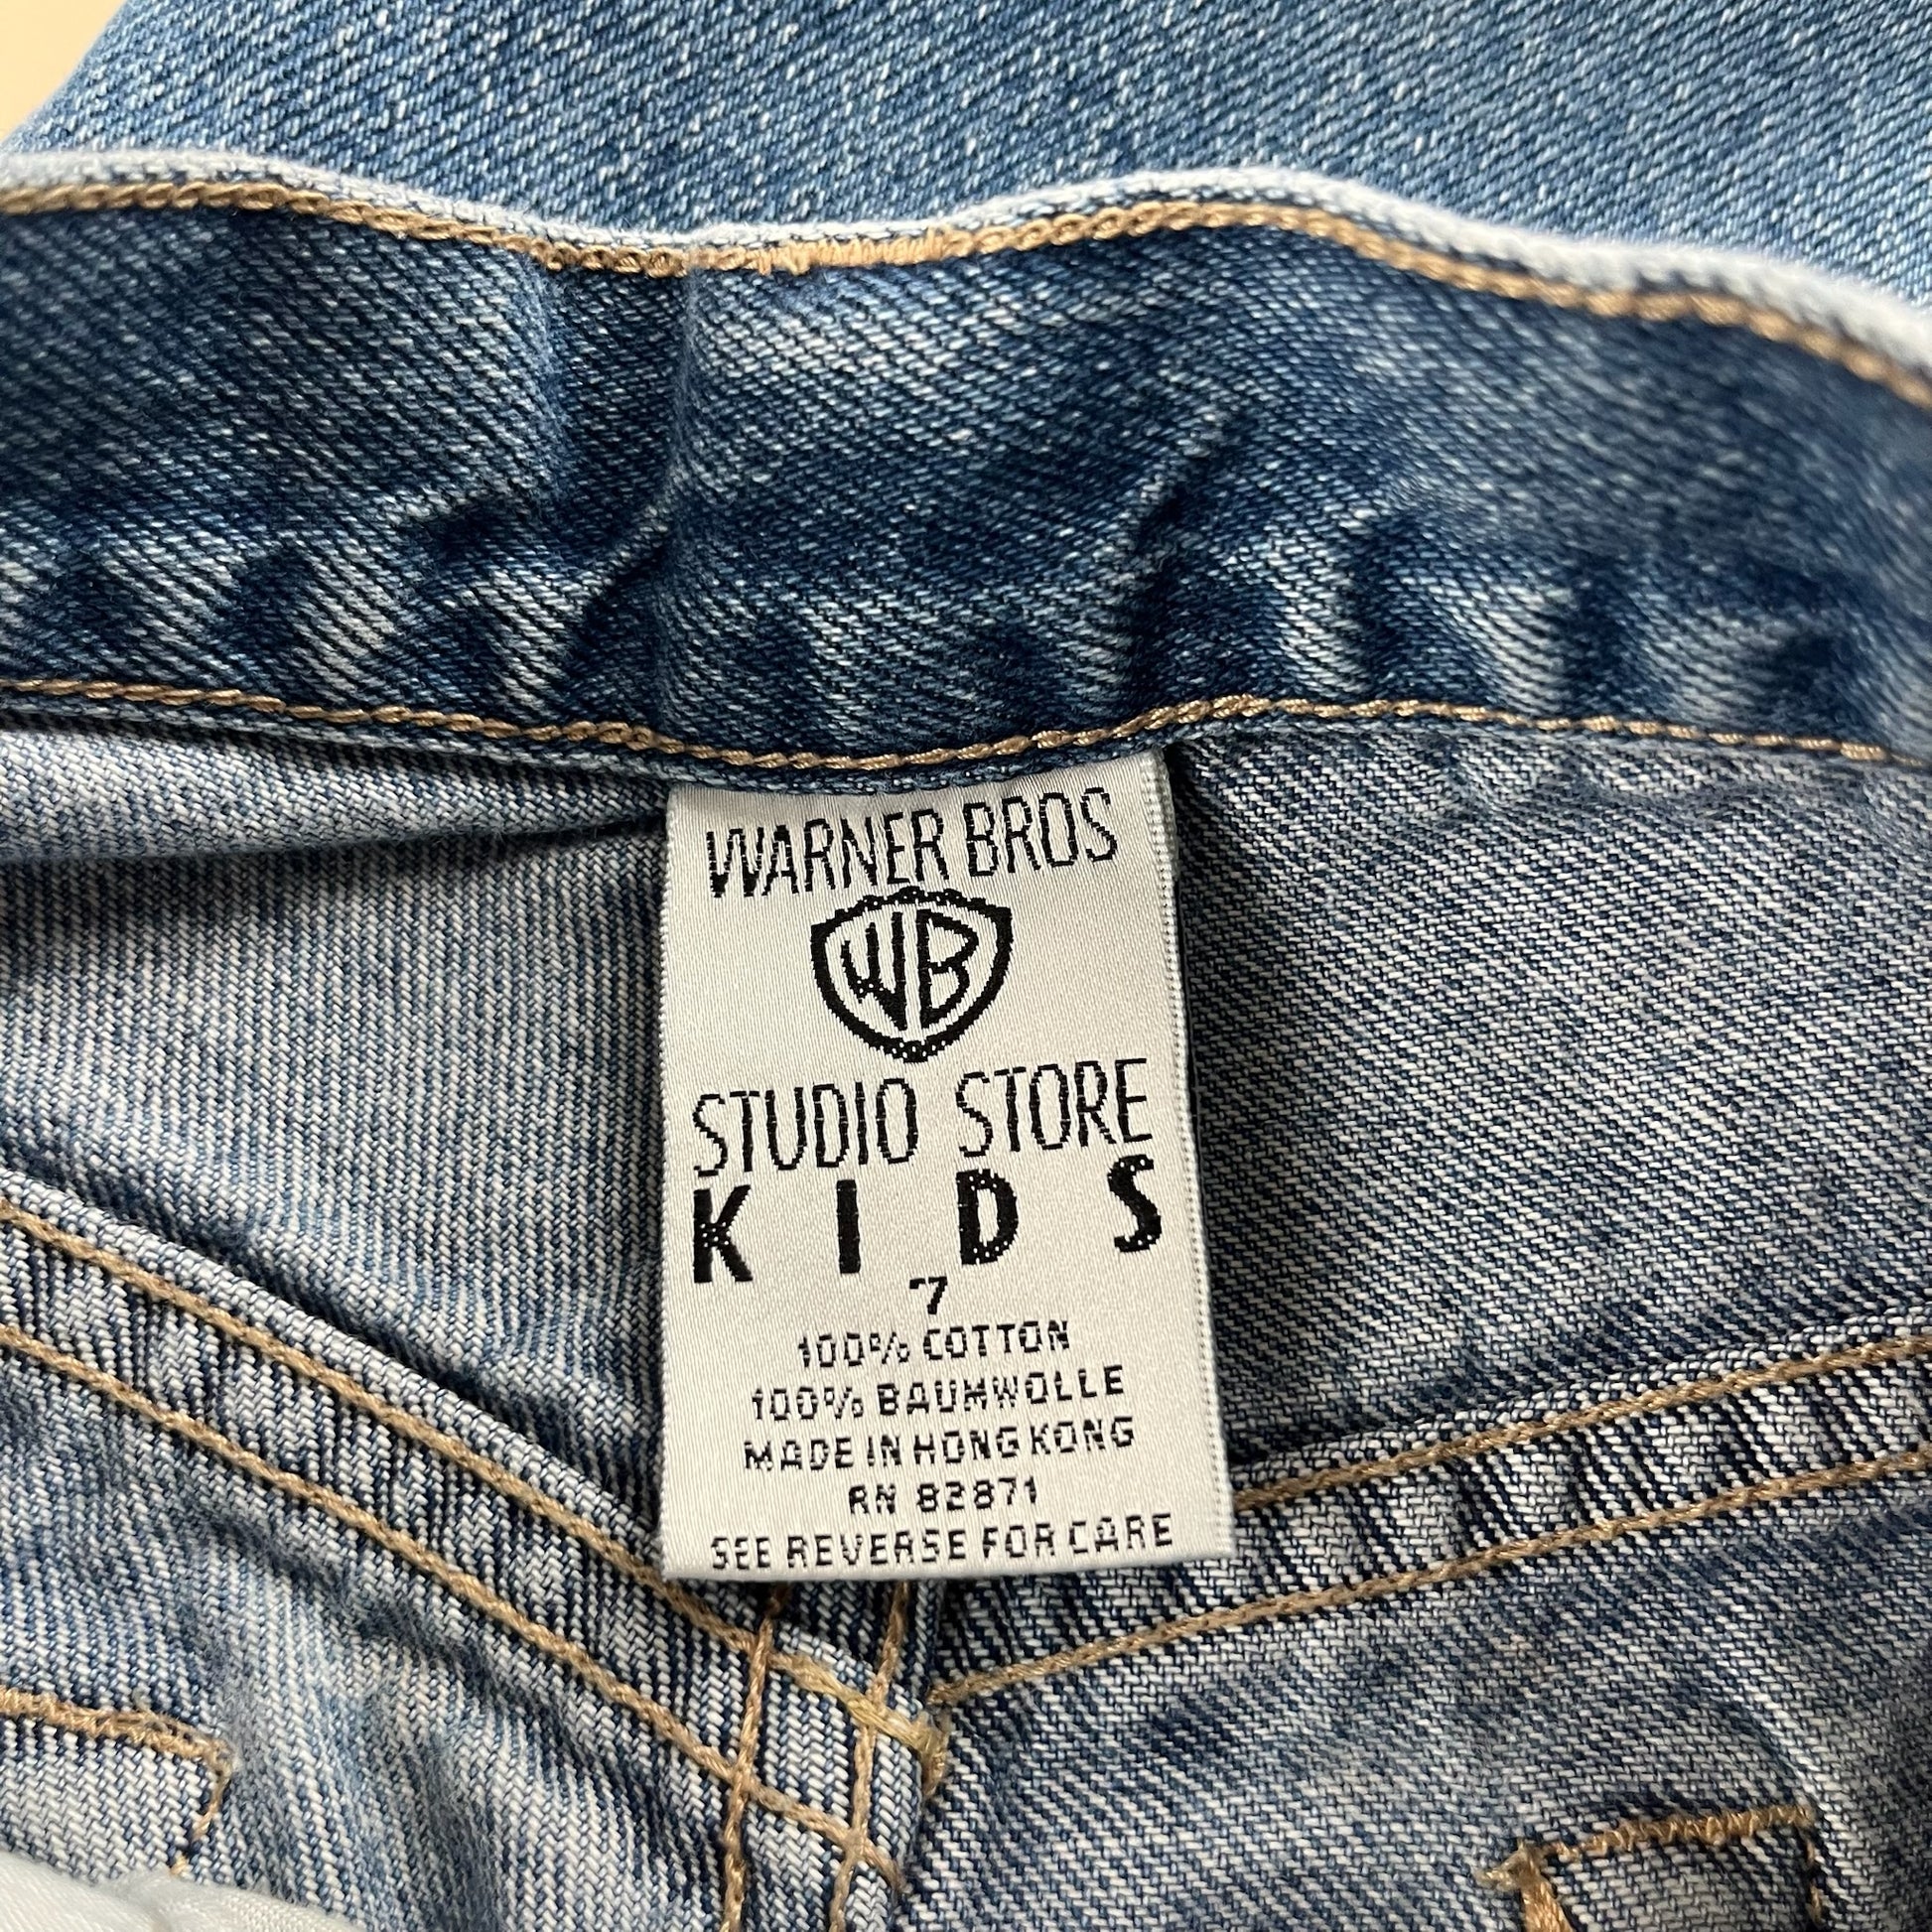 WARNER BROS
WB
STUDIO STORE
KIDS
7
100% COTTON
100% BAUMWOLLE
MADE IN HONG KONG
RN 82871
SEE REVERSE FOR CARE